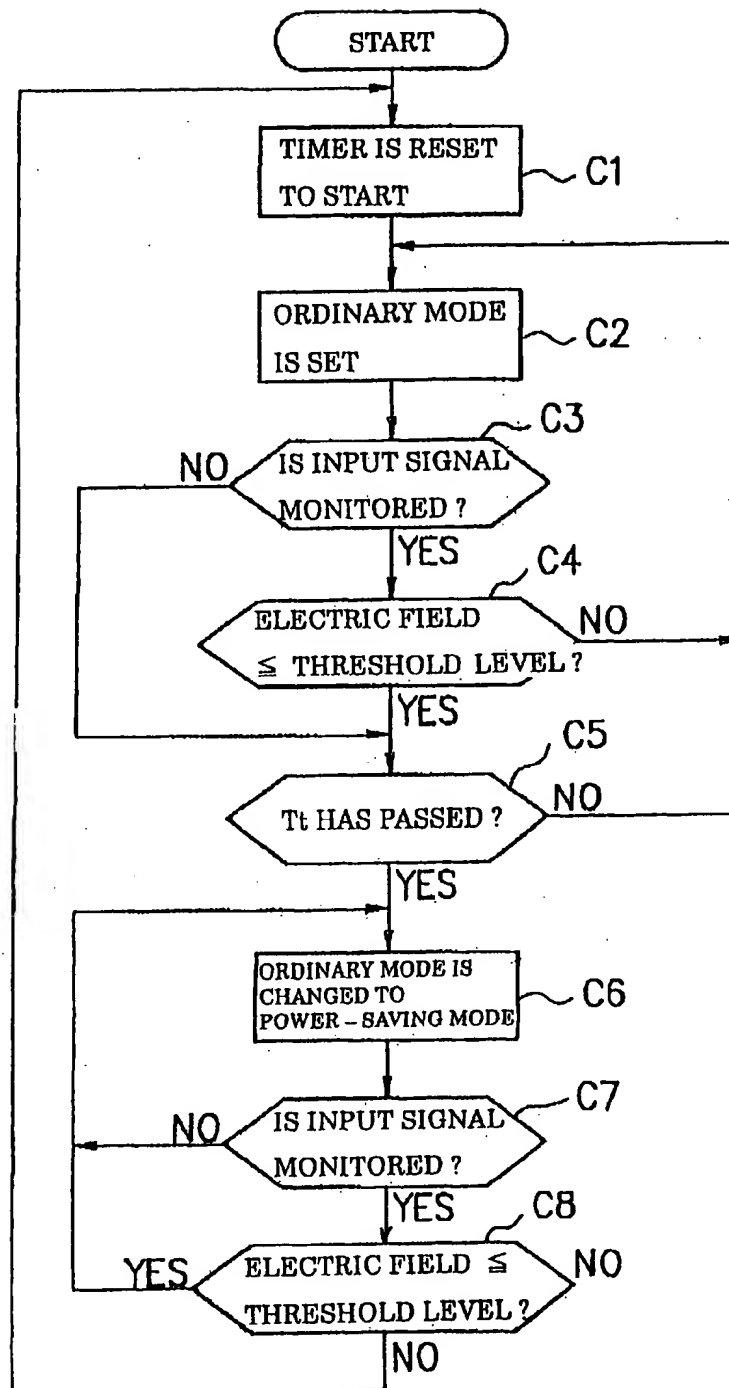 START
TIMER IS RESET
TO START
C1
ORDINARY MODE
IS SET
C2
C3
NO
IS INPUT SIGNAL
MONITORED ?
YES
C4
ELECTRIC FIELD
≦ THRESHOLD LEVEL ?
NO
YES
C5
Tt HAS PASSED ?
NO
YES
ORDINARY MODE IS
CHANGED TO
POWER – SAVING MODE
C6
C7
NO
IS INPUT SIGNAL
MONITORED ?
YES
C8
YES
ELECTRIC FIELD ≦
THRESHOLD LEVEL ?
NO
NO